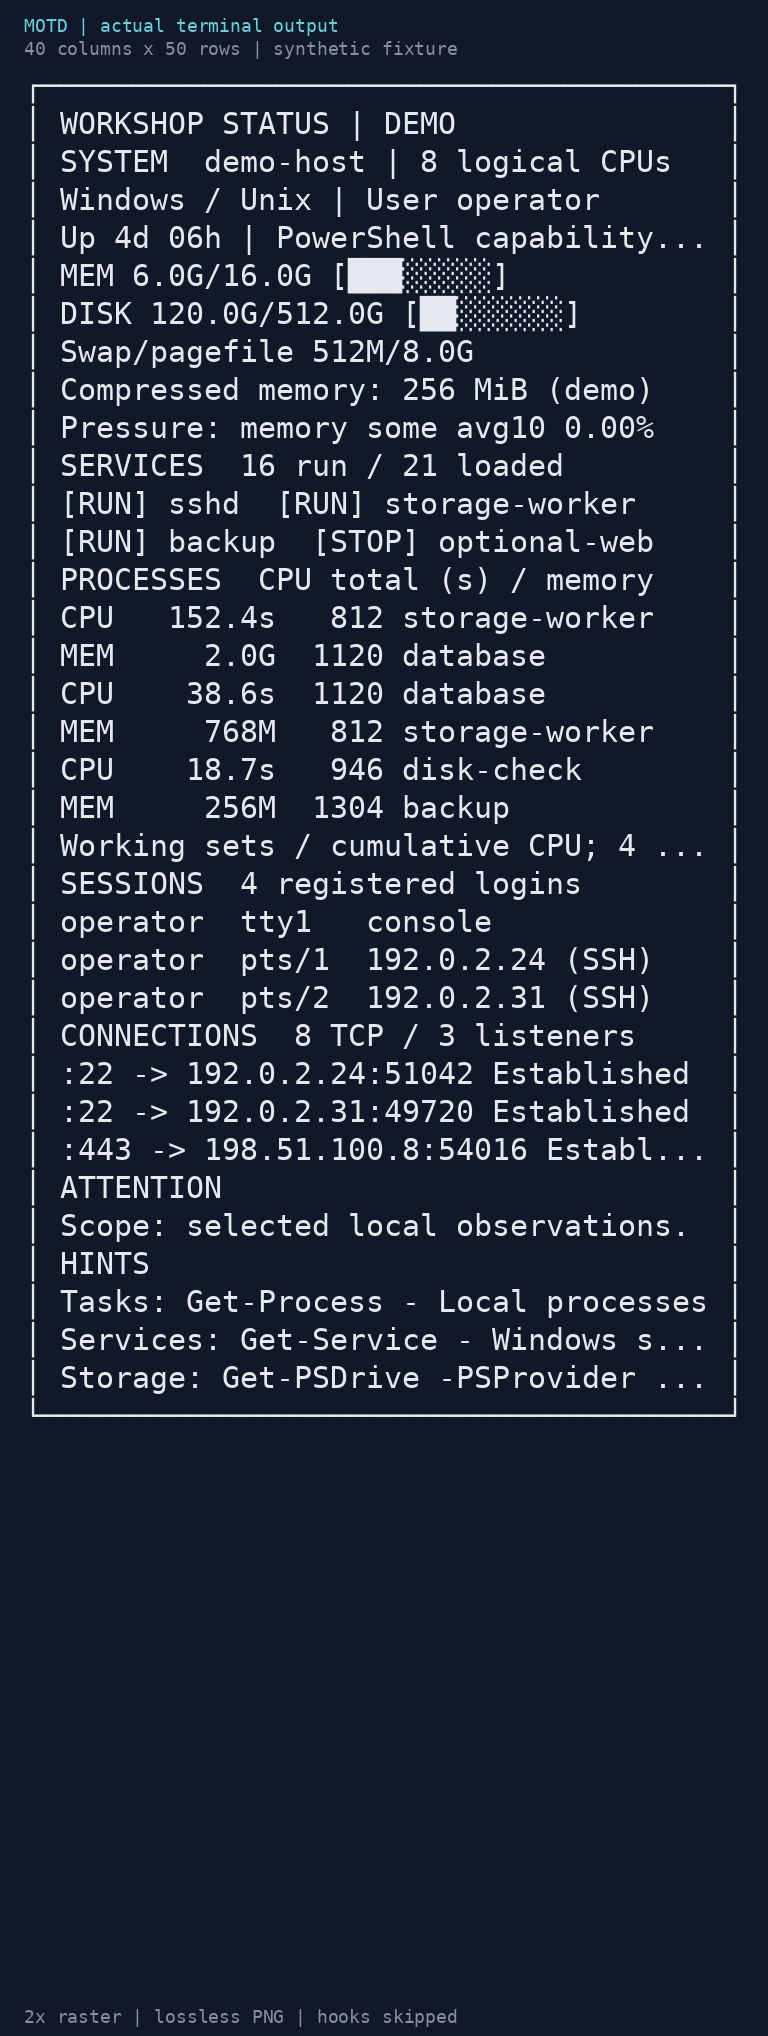 MOTD | actual terminal output
40 columns x 50 rows | synthetic fixture
WORKSHOP STATUS | DEMO
SYSTEM  demo-host | 8 logical CPUs
Windows / Unix | User operator
Up 4d 06h | PowerShell capability...
MEM 6.0G/16.0G [███░░░░░]
DISK 120.0G/512.0G [██░░░░░░]
Swap/pagefile 512M/8.0G
Compressed memory: 256 MiB (demo)
Pressure: memory some avg10 0.00%
SERVICES  16 run / 21 loaded
[RUN] sshd  [RUN] storage-worker
[RUN] backup  [STOP] optional-web
PROCESSES  CPU total (s) / memory
CPU   152.4s   812 storage-worker
MEM     2.0G  1120 database
CPU    38.6s  1120 database
MEM     768M   812 storage-worker
CPU    18.7s   946 disk-check
MEM     256M  1304 backup
Working sets / cumulative CPU; 4 ...
SESSIONS  4 registered logins
operator  tty1   console
operator  pts/1  192.0.2.24 (SSH)
operator  pts/2  192.0.2.31 (SSH)
CONNECTIONS  8 TCP / 3 listeners
:22 -> 192.0.2.24:51042 Established
:22 -> 192.0.2.31:49720 Established
:443 -> 198.51.100.8:54016 Establ...
ATTENTION
Scope: selected local observations.
HINTS
Tasks: Get-Process - Local processes
Services: Get-Service - Windows s...
Storage: Get-PSDrive -PSProvider ...
2x raster | lossless PNG | hooks skipped